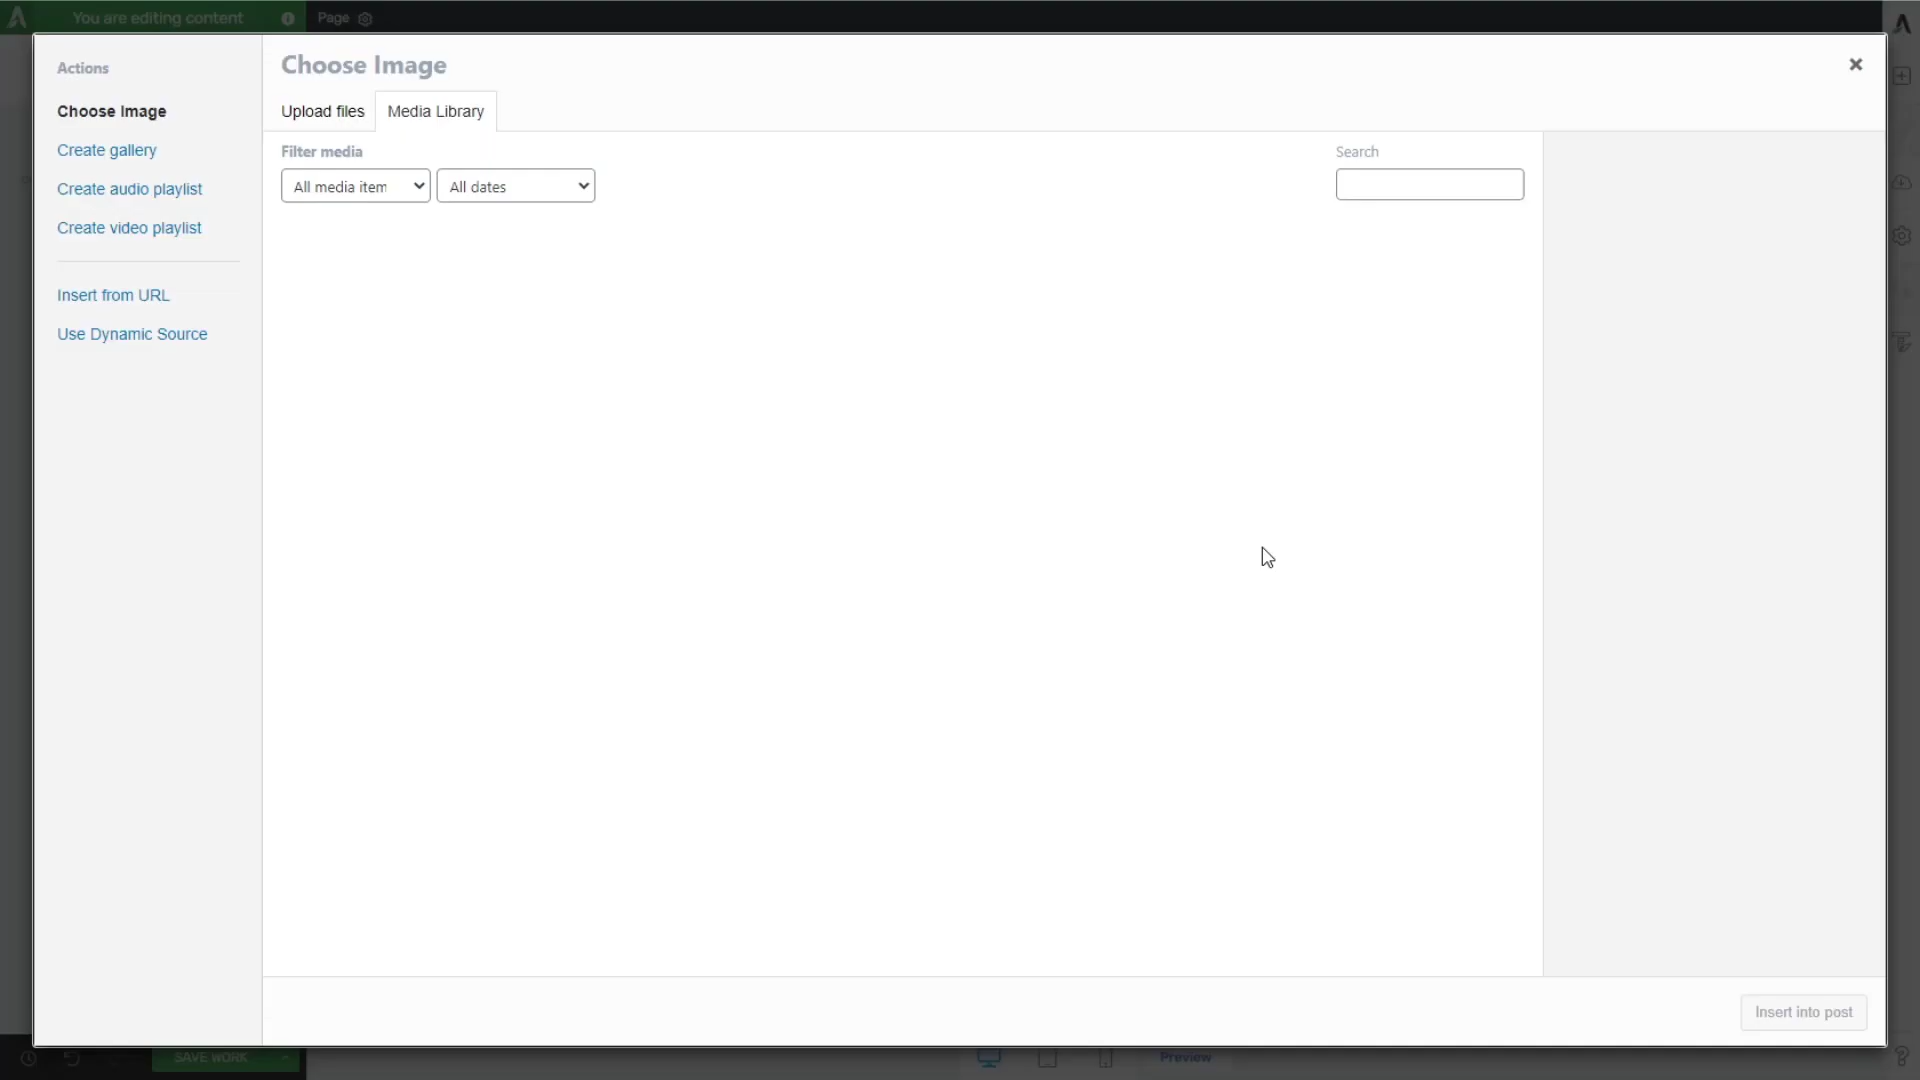 You are editing content
Page
Actions
Choose Image
Create gallery
Create audio playlist
Create video playlist
Insert from URL
Use Dynamic Source
Choose Image
Upload files
Media Library
Filter media
All media item
All dates
Search
Insert into post
SAVE WORK
Preview